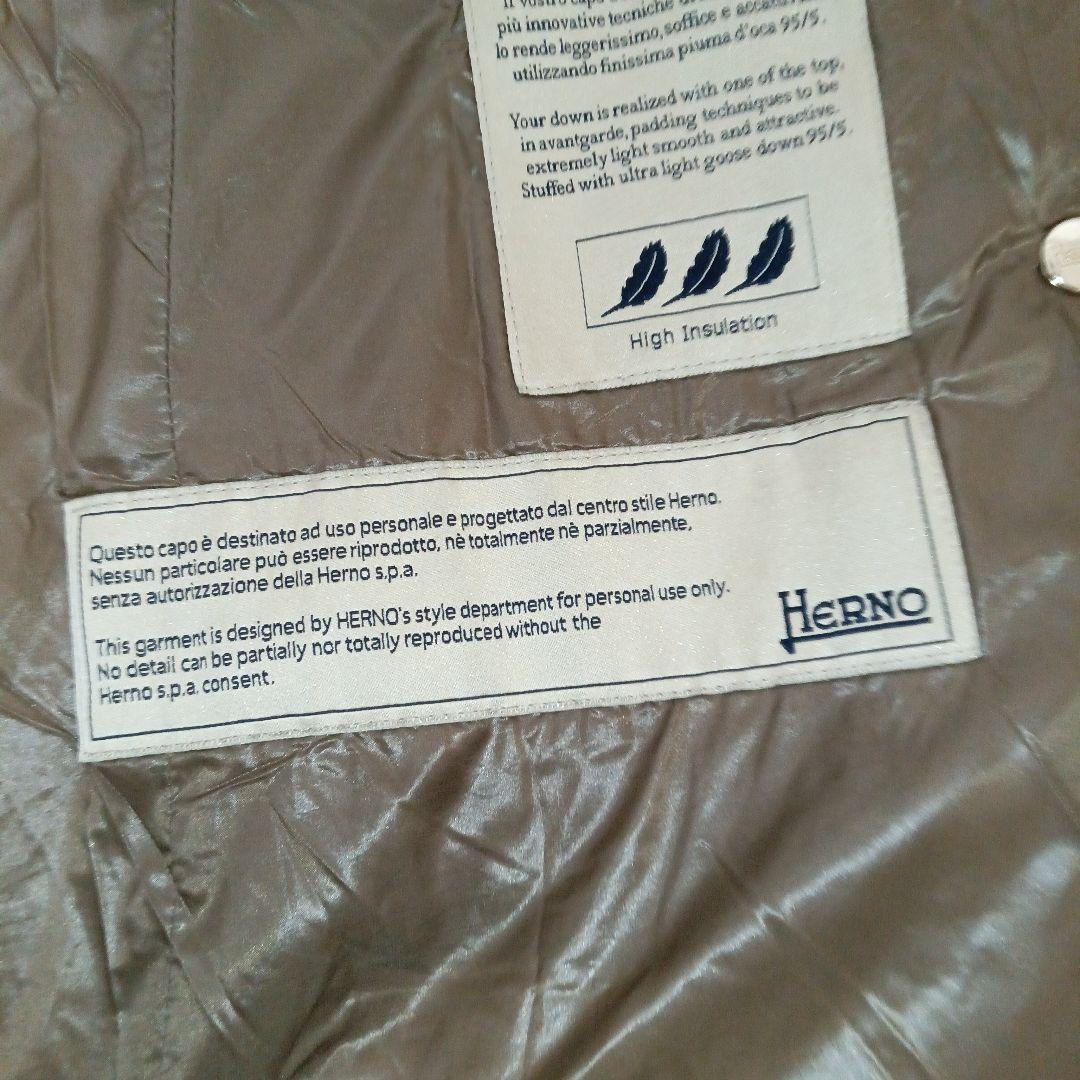 Il vostro capo
più innovative tecniche
lo rende leggerissimo, soffice e
utilizzando finissima piuma d'oca 95/5.
Your down is realized with one of the top,
in avantgarde, padding techniques to be
extremely light smooth and attractive.
Stuffed with ultra light goose down 95/5.
High Insulation
Questo capo è destinato ad uso personale e progettato dal centro stile Herno.
Nessun particolare può essere riprodotto, nè totalmente nè parzialmente,
senza autorizzazione della Herno s.p.a.
This garment is designed by HERNO's style department for personal use only.
No detail can be partially nor totally reproduced without the
Herno s.p.a. consent.
HERNO